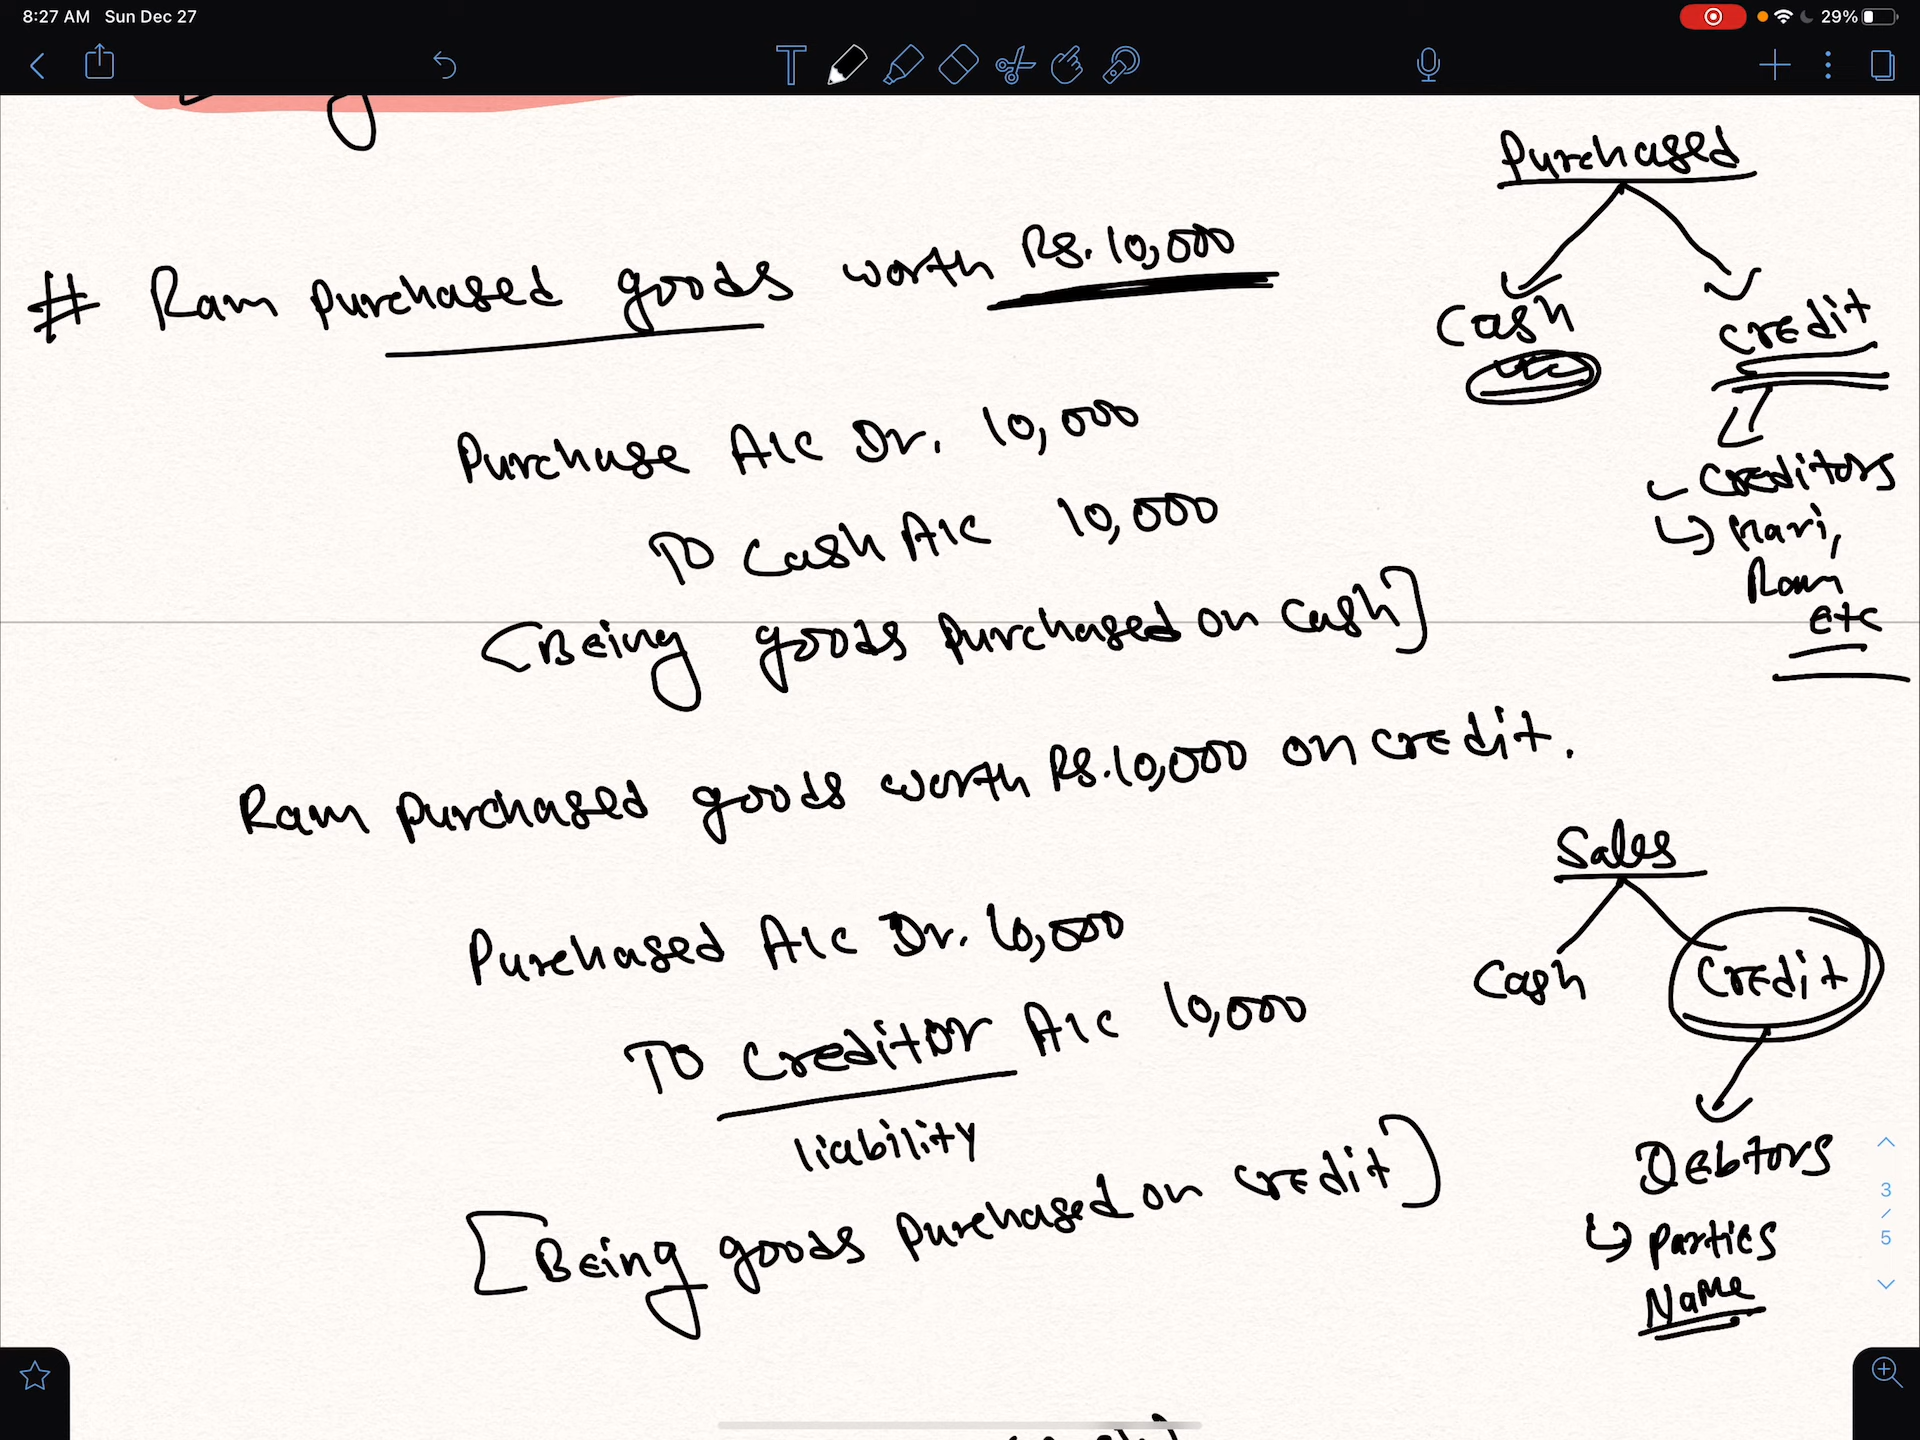 8:27 AM Sun Dec 27
29%
Purchased
Cash
credit
Creditors
Hari,
Ram
etc
# Ram purchased goods worth Rs. 10,000
Purchase A/c Dr. 10,000
To Cash A/c 10,000
[Being goods purchased on cash]
Ram purchased goods worth Rs. 10,000 on credit.
Purchased A/c Dr. 10,000
To Creditor A/c 10,000
liability
[Being goods purchased on credit]
Sales
Cash
Credit
Debtors
Parties
Name
3
/
5